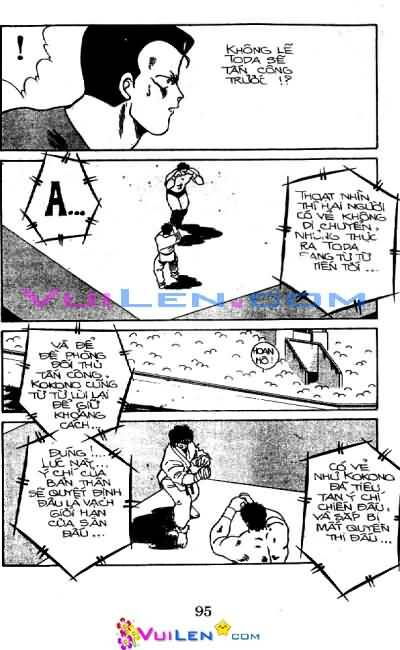 !
KHÔNG LẼ
TODA SẼ
TẤN CÔNG
TRƯỚC !?
A...
THOẠT NHÌN
THÌ HAI NGƯỜI
CÓ VẺ KHÔNG
DI CHUYỂN,
NHƯNG THỰC
RA TODA
ĐANG TỪ TỪ
TIẾN TỚI...
VUILEN.COM
VÀ ĐỂ
ĐỀ PHÒNG
ĐỐI THỦ
TẤN CÔNG,
KOKONO CŨNG
TỪ TỪ LÙI LẠI
ĐỂ GIỮ
KHOẢNG
CÁCH...
HOAN
HÔ!
ĐÚNG!...
LÚC NÀY,
Ý CHÍ CỦA
BẢN THÂN
SẼ QUYẾT ĐỊNH
ĐÂU LÀ VẠCH
GIỚI HẠN
CỦA SÀN
ĐẤU...
CÓ VẺ
NHƯ KOKONO
ĐÃ TIÊU
TAN Ý CHÍ
CHIẾN ĐẤU,
VÀ SẮP BỊ
MẤT QUYỀN
THI ĐẤU...
95
VUILEN.COM